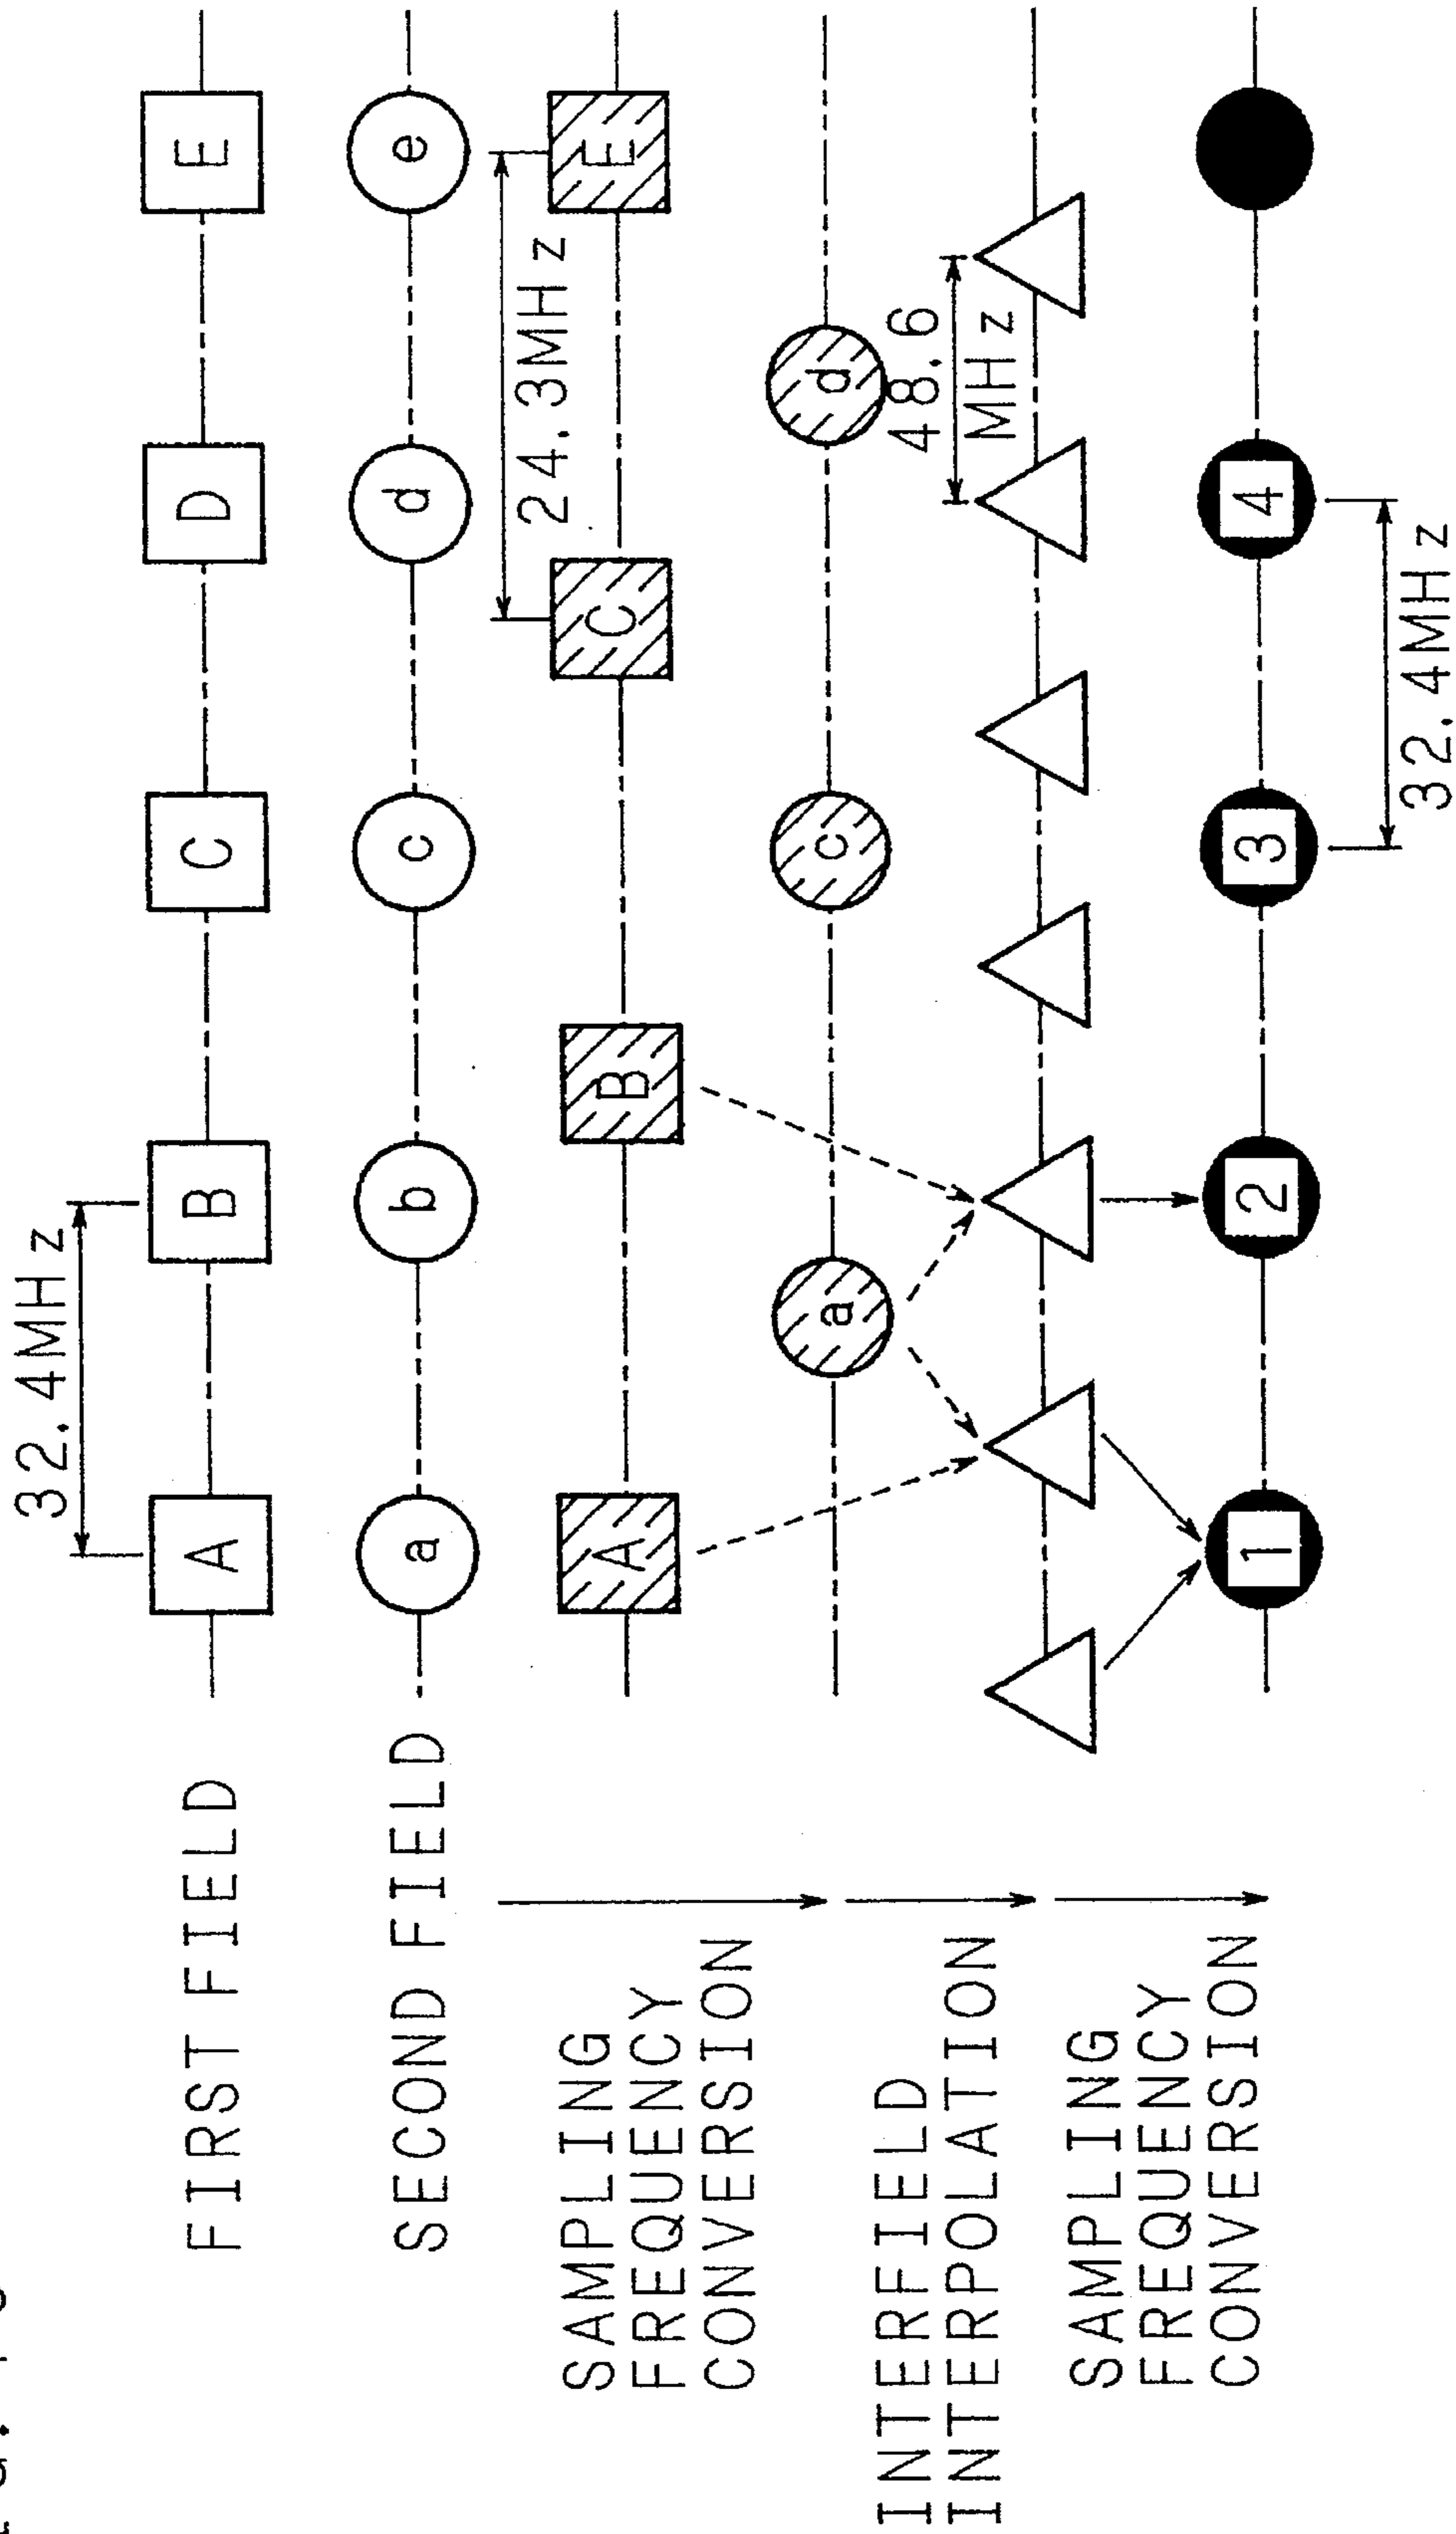 32.4MHz
FIRST FIELD
A B C D E
SECOND FIELD
a b c d e
24.3MHz
SAMPLING
FREQUENCY
CONVERSION
A B C E
a c d
48.6
MHz
INTERFIELD
INTERPOLATION
SAMPLING
FREQUENCY
CONVERSION
1 2 3 4
32.4MHz